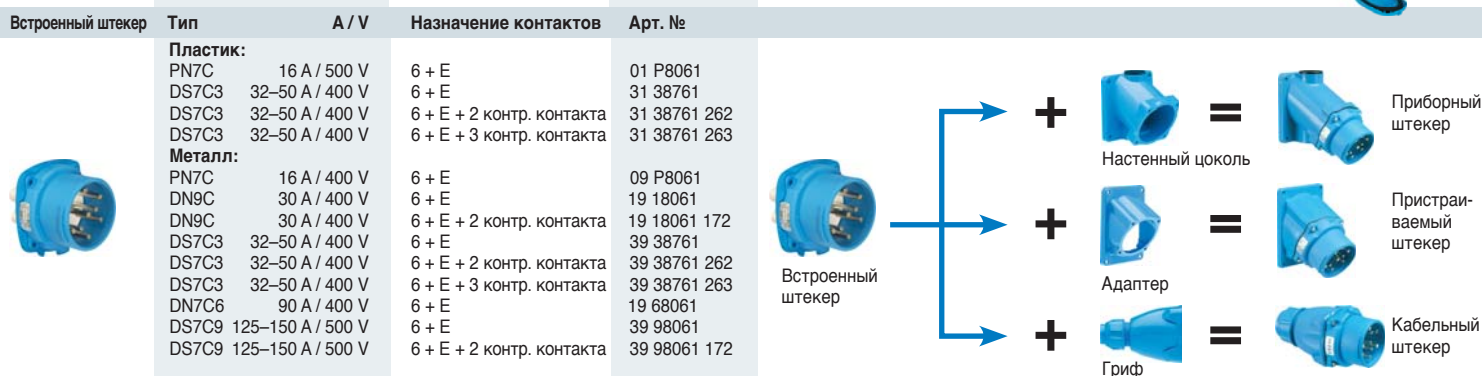 Встроенный штекер Тип A / V Назначение контактов Арт. №
Пластик:
PN7C 16 A / 500 V 6 + E 01 P8061
DS7C3 32–50 A / 400 V 6 + E 31 38761
DS7C3 32–50 A / 400 V 6 + E + 2 контр. контакта 31 38761 262
DS7C3 32–50 A / 400 V 6 + E + 3 контр. контакта 31 38761 263
Металл:
PN7C 16 A / 400 V 6 + E 09 P8061
DN9C 30 A / 400 V 6 + E 19 18061
DN9C 30 A / 400 V 6 + E + 2 контр. контакта 19 18061 172
DS7C3 32–50 A / 400 V 6 + E 39 38761
DS7C3 32–50 A / 400 V 6 + E + 2 контр. контакта 39 38761 262
DS7C3 32–50 A / 400 V 6 + E + 3 контр. контакта 39 38761 263
DN7C6 90 A / 400 V 6 + E 19 68061
DS7C9 125–150 A / 500 V 6 + E 39 98061
DS7C9 125–150 A / 500 V 6 + E + 2 контр. контакта 39 98061 172
Встроенный
штекер
+ =
Настенный цоколь
Приборный
штекер
+ =
Адаптер
Пристраи-
ваемый
штекер
+ =
Гриф
Кабельный
штекер